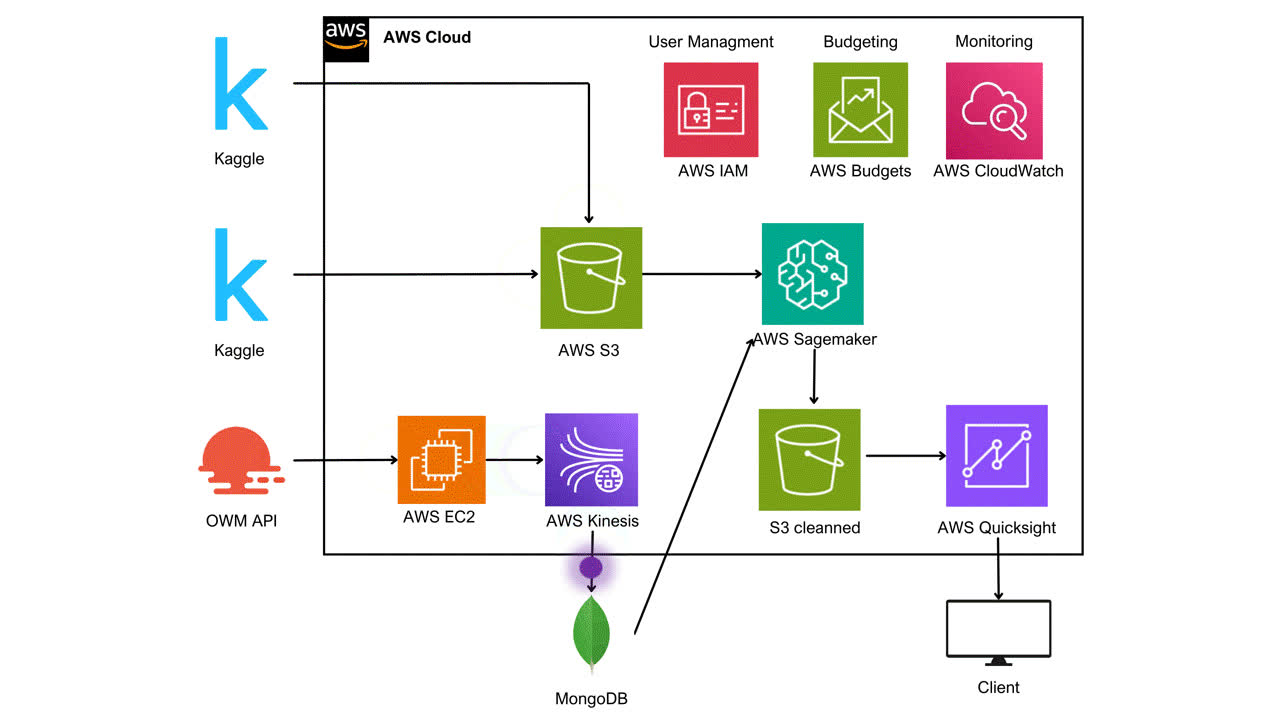 aws
AWS Cloud
User Managment
Budgeting
Monitoring
k
Kaggle
AWS IAM
AWS Budgets
AWS CloudWatch
k
Kaggle
AWS S3
AWS Sagemaker
OWM API
AWS EC2
AWS Kinesis
S3 cleanned
AWS Quicksight
MongoDB
Client